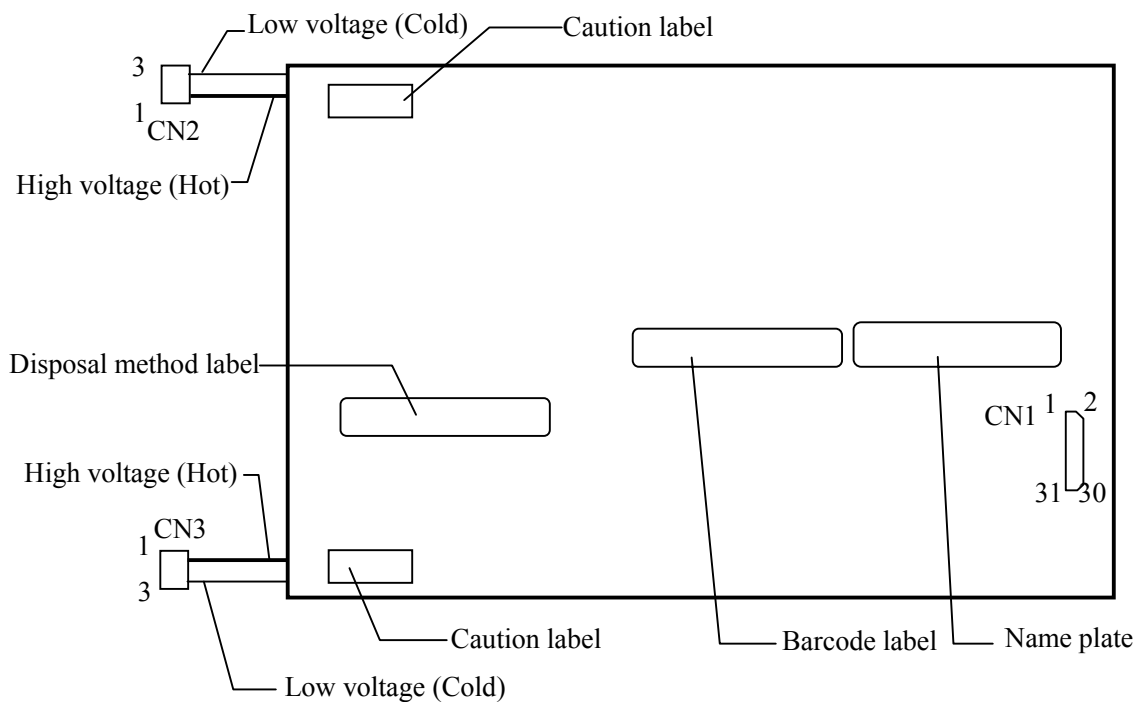 Low voltage (Cold)
Caution label
3
1
CN2
High voltage (Hot)
Disposal method label
CN1
1
2
31
30
High voltage (Hot)
CN3
1
3
Caution label
Barcode label
Name plate
Low voltage (Cold)